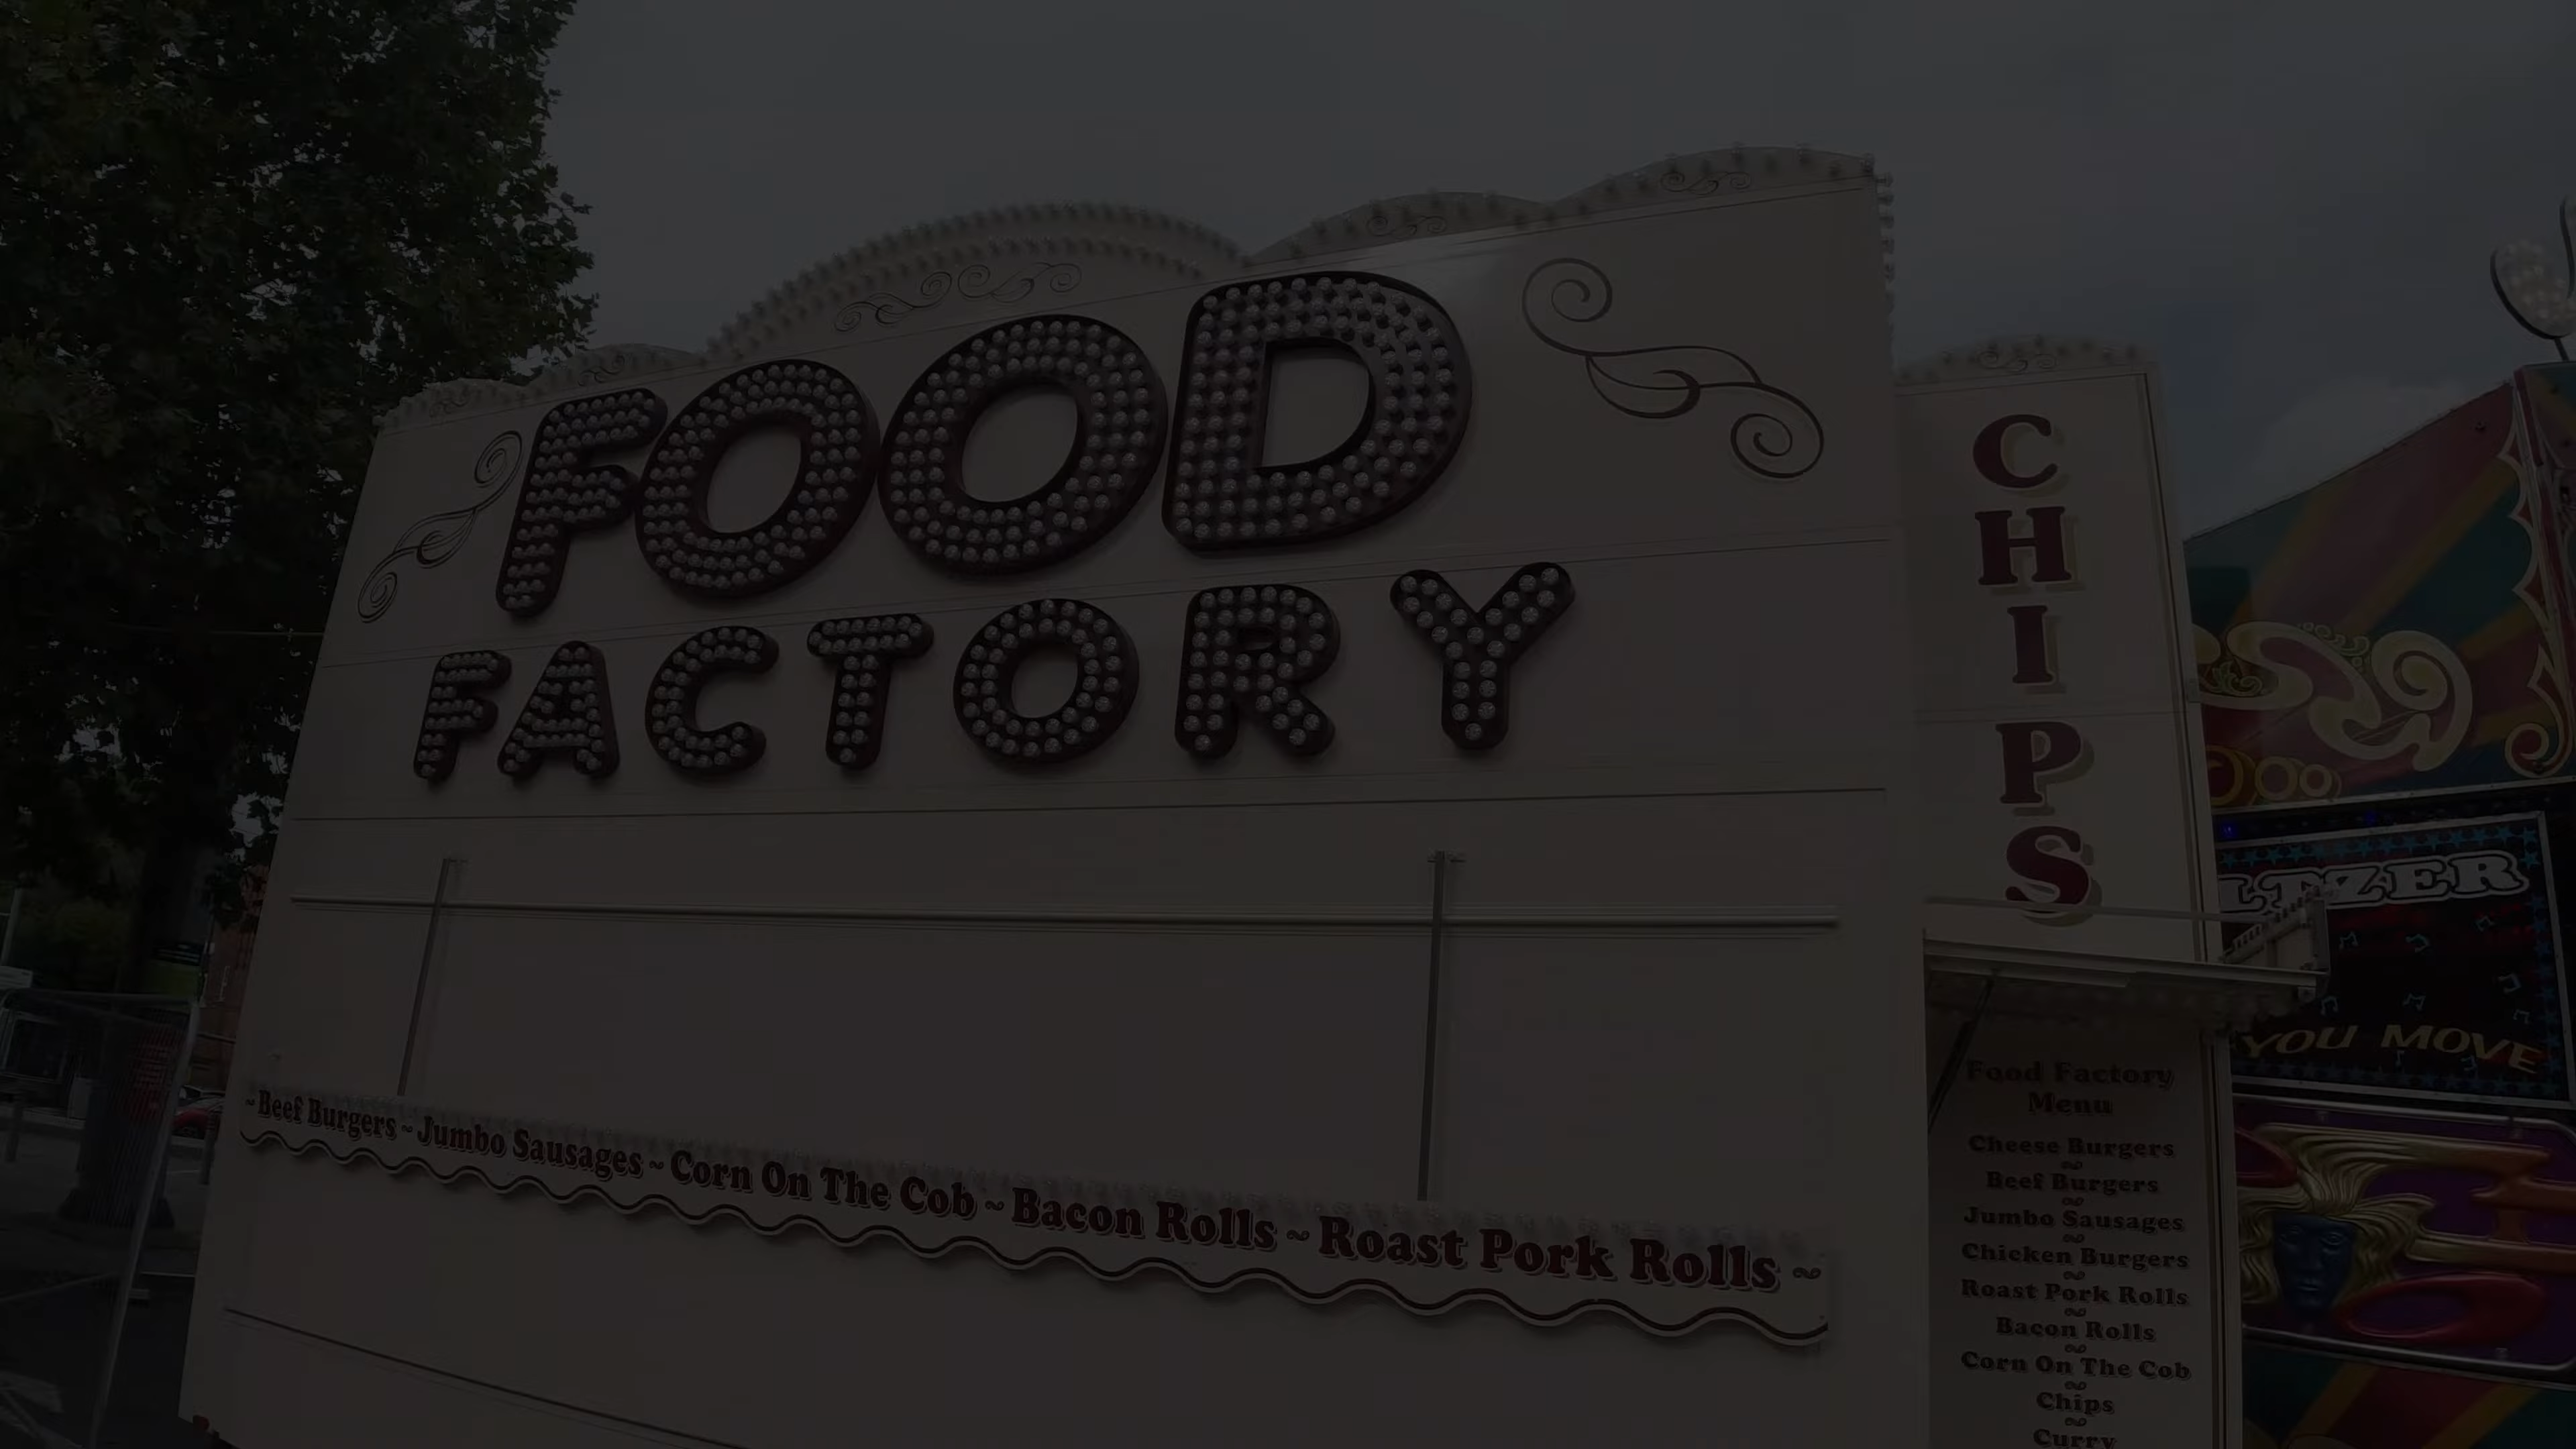 FOOD
FACTORY
~Beef Burgers~Jumbo Sausages~Corn On The Cob~Bacon Rolls~Roast Pork Rolls~
CHIPS
Food Factory
Menu
Cheese Burgers
Beef Burgers
Jumbo Sausages
Chicken Burgers
Roast Pork Rolls
Bacon Rolls
Corn On The Cob
Chips
Curry
LTZER
YOU MOVE